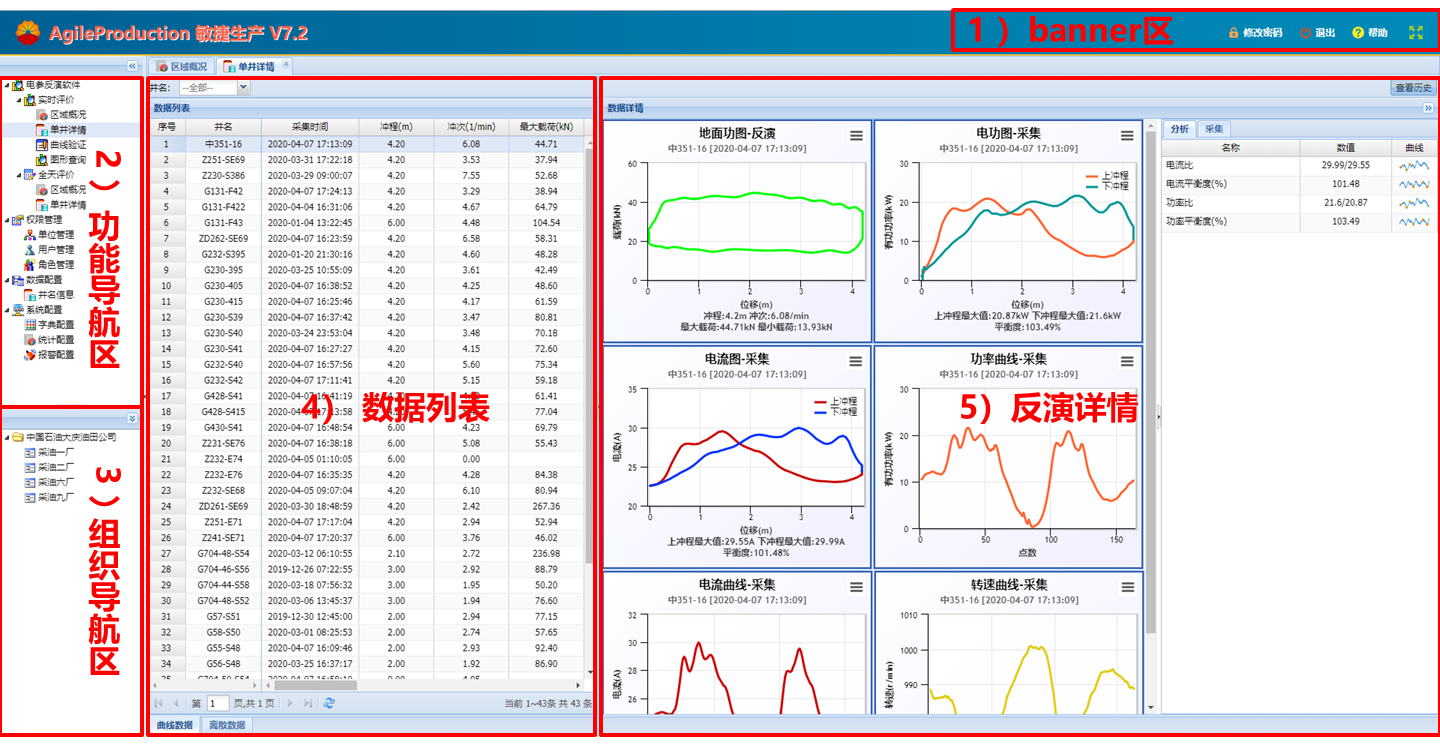 AgileProduction 敏捷生产 V7.2
1）banner区
修改密码 退出 帮助
区域概况 单井详情
电参反演软件
实时评价
区域概况
单井详情
曲线验证
图形查询
全天评价
区域概况
单井详情
权限管理
单位管理
用户管理
角色管理
数据配置
井名信息
系统配置
字典配置
统计配置
报警配置
2）功能导航区
中国石油大庆油田公司
采油一厂
采油二厂
采油六厂
采油九厂
3）组织导航区
井名: --全部--
数据列表
序号 井名 采集时间 冲程(m) 冲次(1/min) 最大载荷(kN)
1 中351-16 2020-04-07 17:13:09 4.20 6.08 44.71
2 Z251-SE69 2020-03-31 17:22:18 4.20 3.53 37.94
3 Z230-S386 2020-03-29 09:00:07 4.20 7.55 52.68
4 G131-F42 2020-04-07 17:24:13 4.20 3.29 38.94
5 G131-F422 2020-04-04 16:31:06 4.20 4.67 64.79
6 G131-F43 2020-01-04 13:22:45 6.00 4.48 104.54
7 ZD262-SE69 2020-04-07 16:23:59 4.20 6.58 58.31
8 G232-S395 2020-01-20 21:30:16 4.20 4.60 48.28
9 G230-395 2020-03-25 10:55:09 4.20 3.61 42.49
10 G230-405 2020-04-07 16:38:52 4.20 4.25 48.60
11 G230-415 2020-04-07 16:25:46 4.20 4.17 61.59
12 G230-S39 2020-04-07 16:37:42 4.20 3.47 80.81
13 G230-S40 2020-03-24 23:53:04 4.20 3.48 70.18
14 G230-S41 2020-04-07 16:27:27 4.20 4.15 72.60
15 G232-S40 2020-04-07 16:57:56 4.20 5.60 75.34
16 G232-S42 2020-04-07 17:11:41 4.20 5.15 59.18
17 G428-S41 2020-04-07 16:41:19 61.41
18 G428-S415 77.04
4） 数据列表
19 G430-S41 2020-04-07 16:48:54 6.00 4.23 69.79
20 Z231-SE76 2020-04-07 16:38:18 6.00 5.08 55.43
21 Z232-E74 2020-04-05 01:10:05 6.00 0.00
22 Z232-E76 2020-04-07 16:35:35 4.20 4.28 84.38
23 Z232-SE68 2020-04-05 09:07:04 4.20 6.10 80.94
24 ZD261-SE69 2020-03-30 18:48:59 4.20 2.42 267.36
25 Z251-E71 2020-04-07 17:17:04 4.20 2.94 52.94
26 Z241-SE71 2020-04-07 17:20:37 6.00 3.76 46.02
27 G704-48-S54 2020-03-12 06:10:55 2.10 2.72 236.98
28 G704-46-S56 2019-12-26 07:22:55 3.00 2.92 88.79
29 G704-44-S58 2020-03-18 07:56:32 3.00 1.95 50.20
30 G704-48-S52 2020-03-06 13:45:37 3.00 1.94 76.60
31 G57-S51 2019-12-30 12:45:00 2.00 2.94 77.15
32 G58-S50 2020-03-01 08:25:53 2.00 2.74 57.65
33 G55-S48 2020-04-07 16:09:46 2.00 2.93 92.40
34 G56-S48 2020-03-25 16:37:17 2.00 1.92 86.90
第 1 页,共 1 页 当前 1~43条 共 43 条
曲线数据 离散数据
查看历史
数据详情
5）反演详情
地面功图-反演
中351-16 [2020-04-07 17:13:09]
载荷(kN)
60
40
20
0
0 1 2 3 4
位移(m)
冲程:4.2m 冲次:6.08/min
最大载荷:44.71kN 最小载荷:13.93kN
电功图-采集
中351-16 [2020-04-07 17:13:09]
上冲程
下冲程
有功功率(kW)
30
20
10
0
0 1 2 3 4
位移(m)
上冲程最大值:20.87kW 下冲程最大值:21.6kW
平衡度:103.49%
电流图-采集
中351-16 [2020-04-07 17:13:09]
上冲程
下冲程
电流(A)
35
30
25
20
0 1 2 3 4
位移(m)
上冲程最大值:29.55A 下冲程最大值:29.99A
平衡度:101.48%
功率曲线-采集
中351-16 [2020-04-07 17:13:09]
有功功率(kW)
30
20
10
0
0 50 100 150
点数
电流曲线-采集
中351-16 [2020-04-07 17:13:09]
电流(A)
32
30
28
26
转速曲线-采集
中351-16 [2020-04-07 17:13:09]
转速(r/min)
1010
1000
990
分析 采集
名称 数值 曲线
电流比 29.99/29.55
电流平衡度(%) 101.48
功率比 21.6/20.87
功率平衡度(%) 103.49